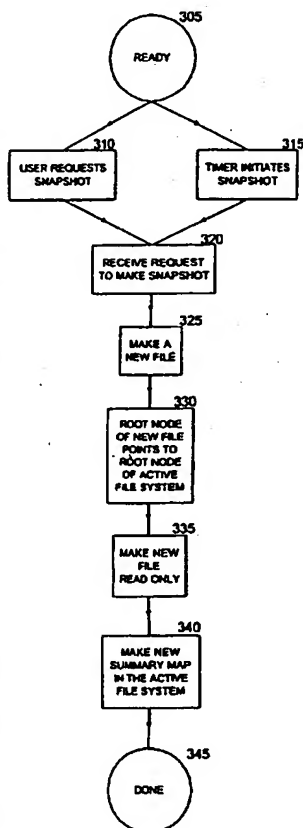 305
READY
310
USER REQUESTS
SNAPSHOT
315
TIMER INITIATES
SNAPSHOT
320
RECEIVE REQUEST
TO MAKE SNAPSHOT
325
MAKE A
NEW FILE
330
ROOT NODE
OF NEW FILE
POINTS TO
ROOT NODE
OF ACTIVE
FILE SYSTEM
335
MAKE NEW
FILE
READ ONLY
340
MAKE NEW
SUMMARY MAP
IN THE ACTIVE
FILE SYSTEM
345
DONE